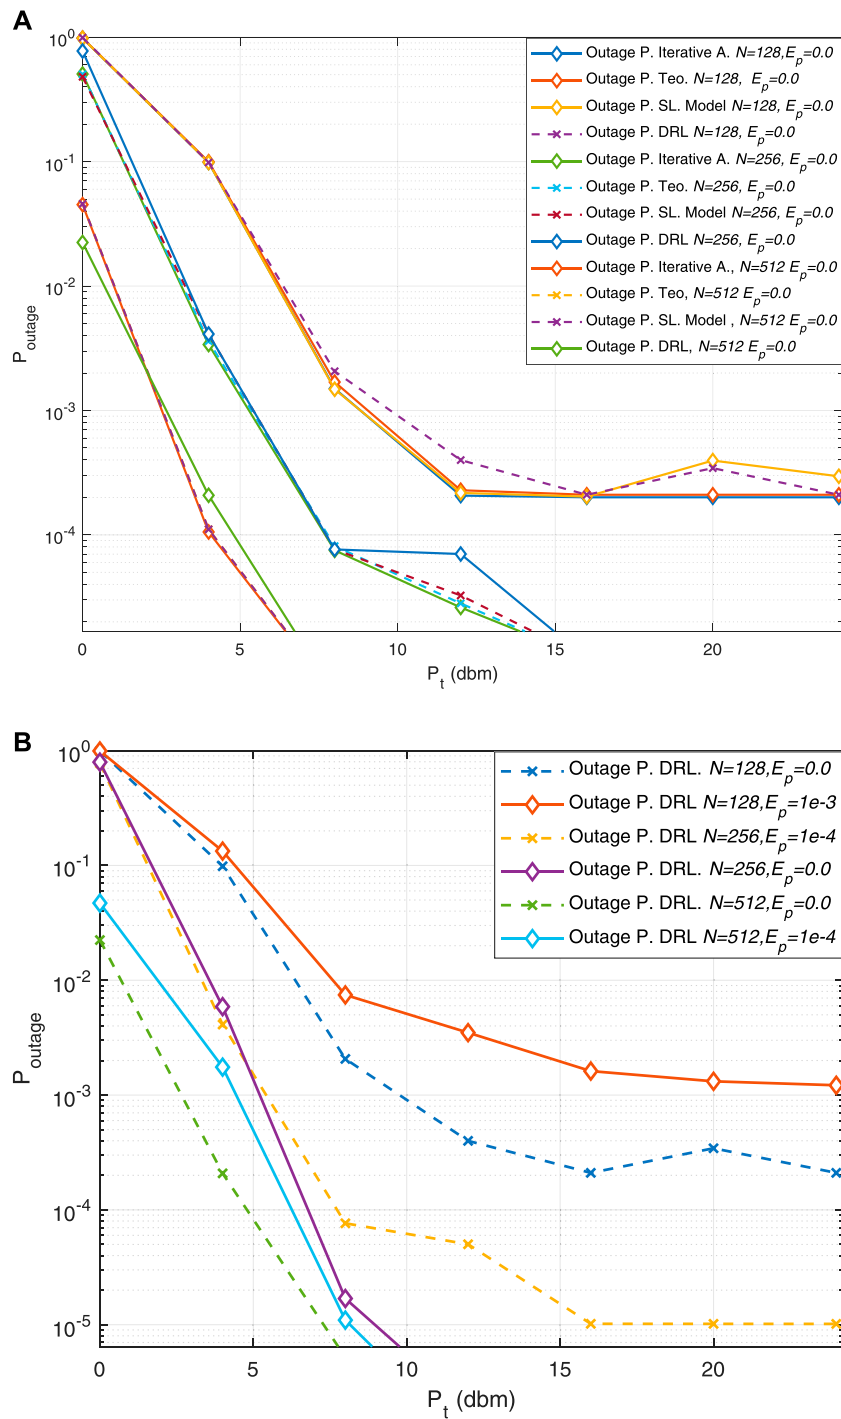 A
10^0
10^-1
10^-2
10^-3
10^-4
P_outage
0
5
10
15
20
P_t (dbm)
Outage P. Iterative A. N=128,E_p=0.0
Outage P. Teo. N=128, E_p=0.0
Outage P. SL. Model N=128, E_p=0.0
Outage P. DRL N=128, E_p=0.0
Outage P. Iterative A. N=256, E_p=0.0
Outage P. Teo. N=256, E_p=0.0
Outage P. SL. Model N=256, E_p=0.0
Outage P. DRL N=256, E_p=0.0
Outage P. Iterative A., N=512 E_p=0.0
Outage P. Teo, N=512 E_p=0.0
Outage P. SL. Model , N=512 E_p=0.0
Outage P. DRL, N=512 E_p=0.0
B
10^0
10^-1
10^-2
10^-3
10^-4
10^-5
P_outage
0
5
10
15
20
P_t (dbm)
Outage P. DRL. N=128,E_p=0.0
Outage P. DRL N=128,E_p=1e-3
Outage P. DRL N=256,E_p=1e-4
Outage P. DRL. N=256,E_p=0.0
Outage P. DRL. N=512,E_p=0.0
Outage P. DRL N=512,E_p=1e-4